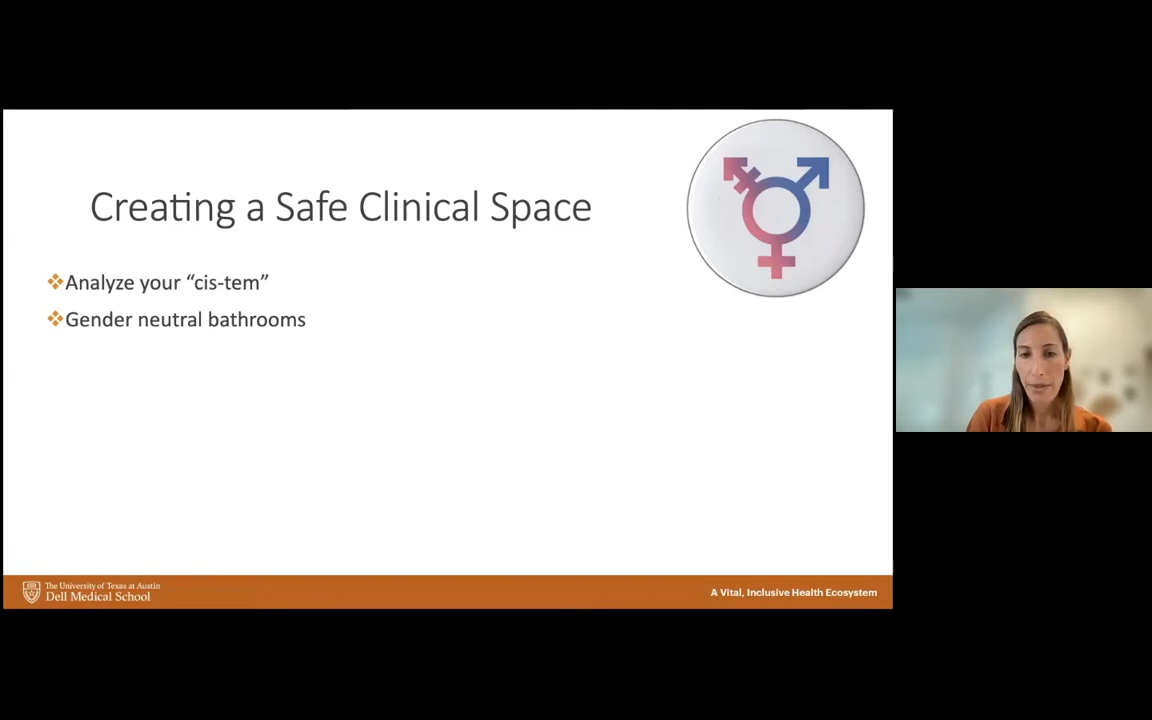 Creating a Safe Clinical Space
Analyze your “cis-tem”
Gender neutral bathrooms
The University of Texas at Austin
Dell Medical School
A Vital, Inclusive Health Ecosystem